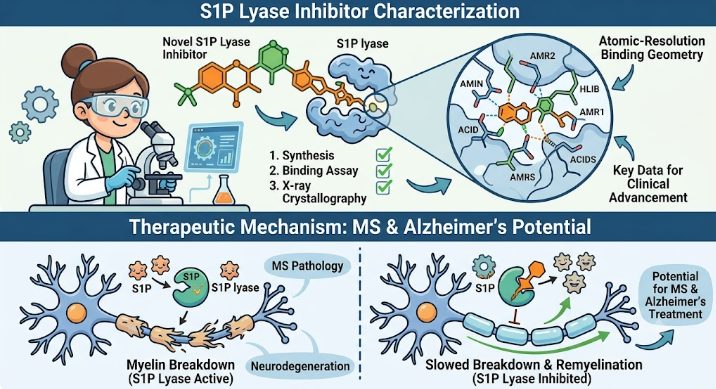 S1P Lyase Inhibitor Characterization
Novel S1P Lyase
Inhibitor
S1P lyase
1. Synthesis
2. Binding Assay
3. X-ray
Crystallography
AMR2
AMIN
HLIB
AMR1
ACID
ACIDS
AMRS
Atomic-Resolution
Binding Geometry
Key Data for
Clinical
Advancement
Therapeutic Mechanism: MS & Alzheimer's Potential
S1P
S1P
S1P lyase
MS Pathology
Neurodegeneration
Myelin Breakdown
(S1P Lyase Active)
S1P
Potential
for MS &
Alzheimer's
Treatment
Slowed Breakdown & Remyelination
(S1P Lyase Inhibited)